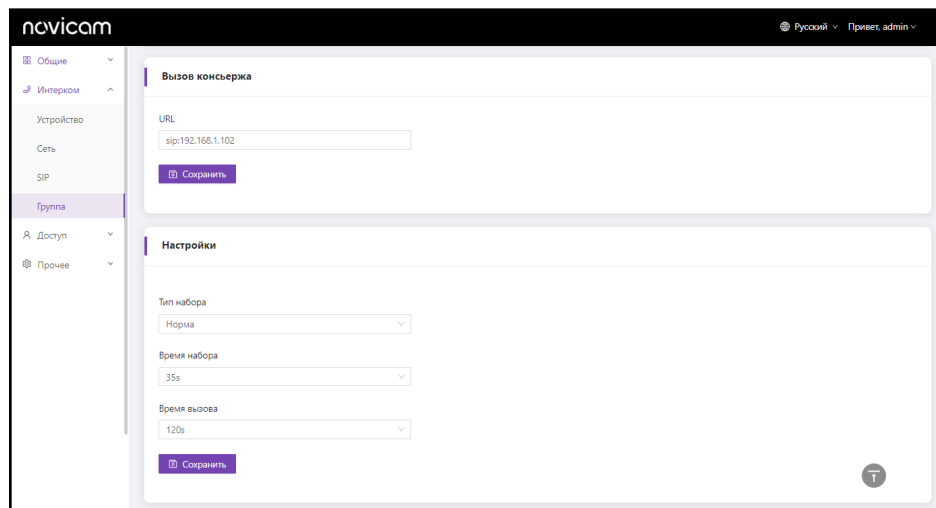 novicam
Русский
Привет, admin
Общие
Интерком
Устройство
Сеть
SIP
Группа
Доступ
Прочее
Вызов консьержа
URL
sip:192.168.1.102
Сохранить
Настройки
Тип набора
Норма
Время набора
35s
Время вызова
120s
Сохранить